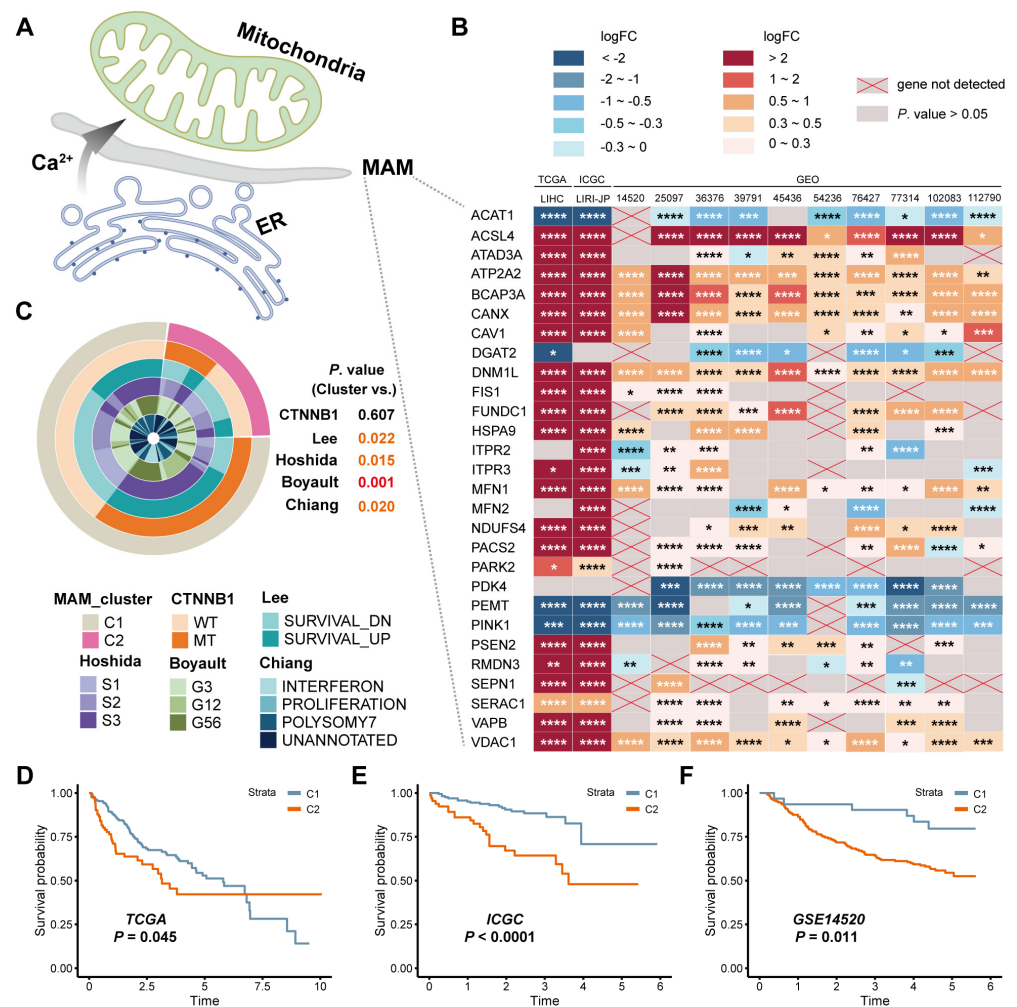 A
Mitochondria
Ca²⁺
MAM
ER
B
logFC
< -2
-2 ~ -1
-1 ~ -0.5
-0.5 ~ -0.3
-0.3 ~ 0
logFC
> 2
1 ~ 2
0.5 ~ 1
0.3 ~ 0.5
0 ~ 0.3
gene not detected
P. value > 0.05
TCGA ICGC GEO
LIHC LIRI-JP 14520 25097 36376 39791 45436 54236 76427 77314 102083 112790
ACAT1
ACSL4
ATAD3A
ATP2A2
BCAP3A
CANX
CAV1
DGAT2
DNM1L
FIS1
FUNDC1
HSPA9
ITPR2
ITPR3
MFN1
MFN2
NDUFS4
PACS2
PARK2
PDK4
PEMT
PINK1
PSEN2
RMDN3
SEPN1
SERAC1
VAPB
VDAC1
C
P. value
(Cluster vs.)
CTNNB1 0.607
Lee 0.022
Hoshida 0.015
Boyault 0.001
Chiang 0.020
MAM_cluster
C1
C2
CTNNB1
WT
MT
Lee
SURVIVAL_DN
SURVIVAL_UP
Hoshida
S1
S2
S3
Boyault
G3
G12
G56
Chiang
INTERFERON
PROLIFERATION
POLYSOMY7
UNANNOTATED
D
Strata C1
C2
Survival probability
1.00
0.75
0.50
0.25
0.00
TCGA
P = 0.045
0 2.5 5 7.5 10
Time
E
Strata C1
C2
Survival probability
1.00
0.75
0.50
0.25
0.00
ICGC
P < 0.0001
0 1 2 3 4 5 6
Time
F
Strata C1
C2
Survival probability
1.00
0.75
0.50
0.25
0.00
GSE14520
P = 0.011
0 1 2 3 4 5 6
Time